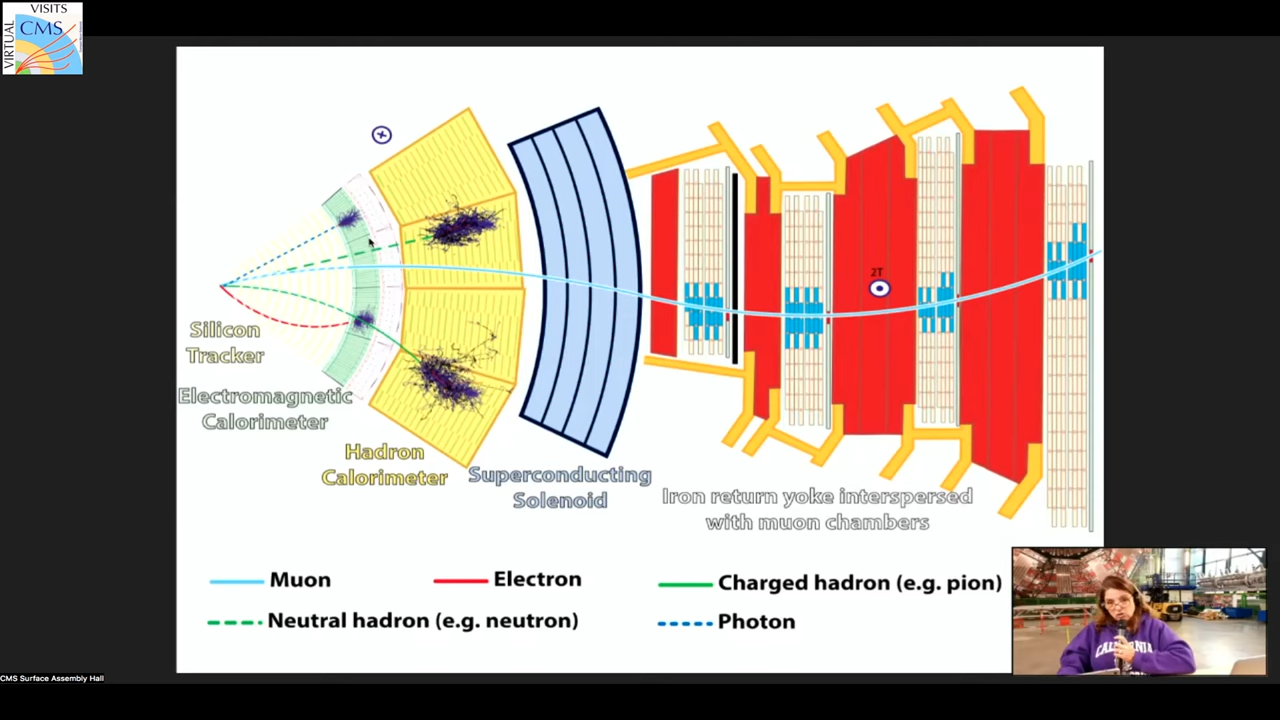 VISITS
VIRTUAL
CMS
2T
Silicon
Tracker
Electromagnetic
Calorimeter
Hadron
Calorimeter
Superconducting
Solenoid
Iron return yoke interspersed
with muon chambers
Muon
Electron
Charged hadron (e.g. pion)
Neutral hadron (e.g. neutron)
Photon
CALIFORNIA
CMS Surface Assembly Hall